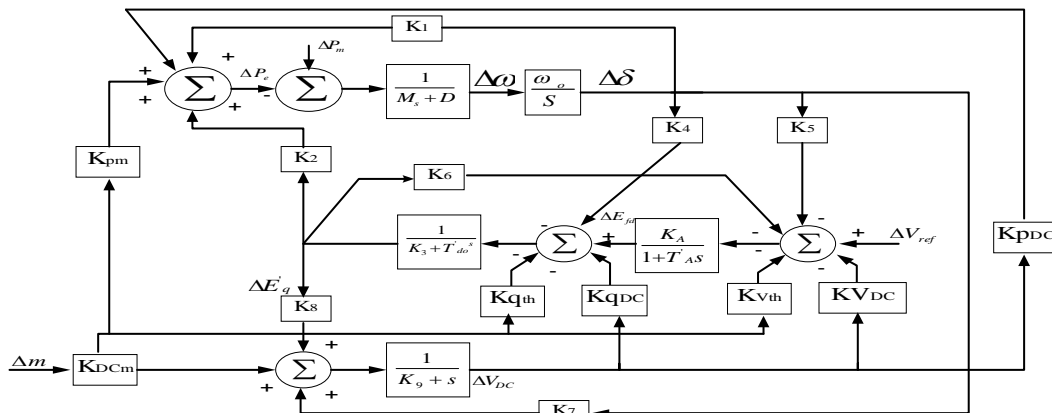 K1
ΔPm
+
+
+
ΔPe
Σ
+
-
Σ
1
Ms + D
Δω
ωo
S
Δδ
K4
K5
Kpm
K2
K6
ΔEfd
-
-
-
Σ
+
KA
1+T'A s
-
-
-
-
-
Σ
+
ΔVref
KpDC
1
K3 + T'do s
ΔE'q
K8
Kqth
KqDC
KVth
KVDC
Δm
KDCm
+
+
+
Σ
1
K9 + s
ΔVDC
K7